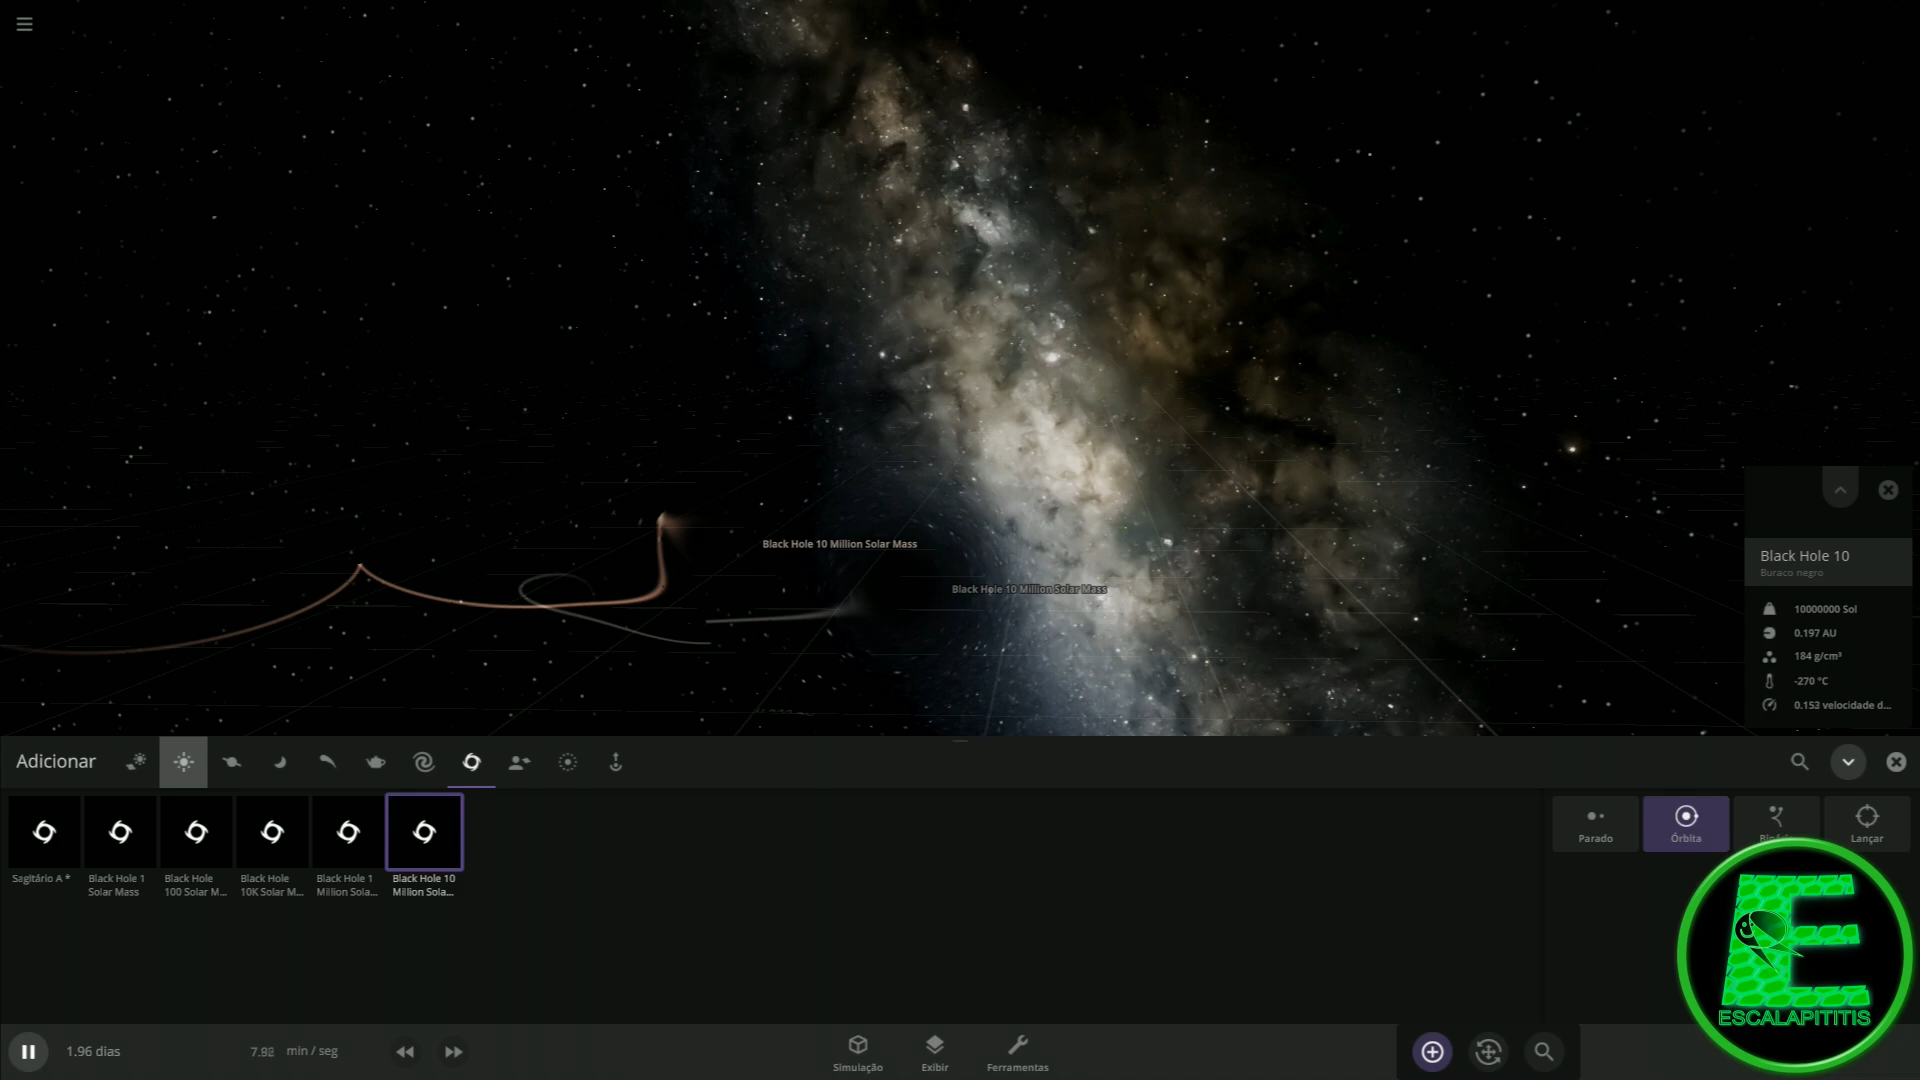 Black Hole 10 Million Solar Mass
Black Hole 10 Million Solar Mass
Black Hole 10
Buraco negro
10000000 Sol
0.197 AU
184 g/cm³
-270 °C
0.153 velocidade d...
Adicionar
Parado
Órbita
Lançar
Sagitário A *
Black Hole 1
Solar Mass
Black Hole
100 Solar M...
Black Hole
10K Solar M...
Black Hole 1
Million Sola...
Black Hole 10
Million Sola...
ESCALAPITITIS
1.96 dias
min / seg
Simulação
Exibir
Ferramentas